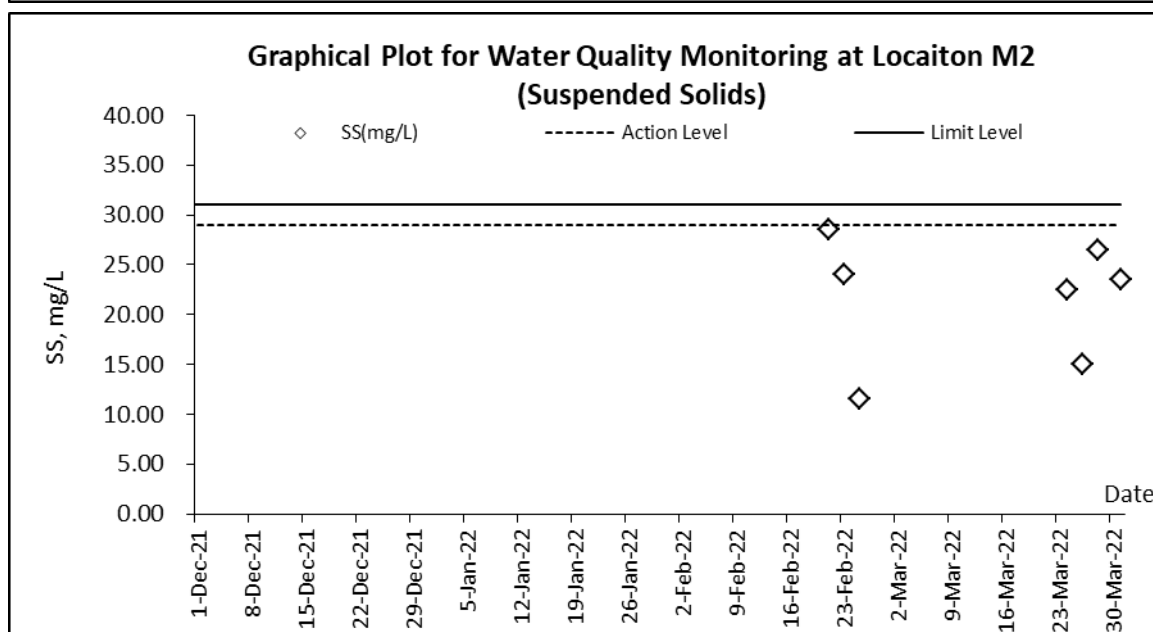 Graphical Plot for Water Quality Monitoring at Locaiton M2
(Suspended Solids)
SS(mg/L)
Action Level
Limit Level
40.00
35.00
30.00
25.00
20.00
15.00
10.00
5.00
0.00
SS, mg/L
Date
1-Dec-21
8-Dec-21
15-Dec-21
22-Dec-21
29-Dec-21
5-Jan-22
12-Jan-22
19-Jan-22
26-Jan-22
2-Feb-22
9-Feb-22
16-Feb-22
23-Feb-22
2-Mar-22
9-Mar-22
16-Mar-22
23-Mar-22
30-Mar-22